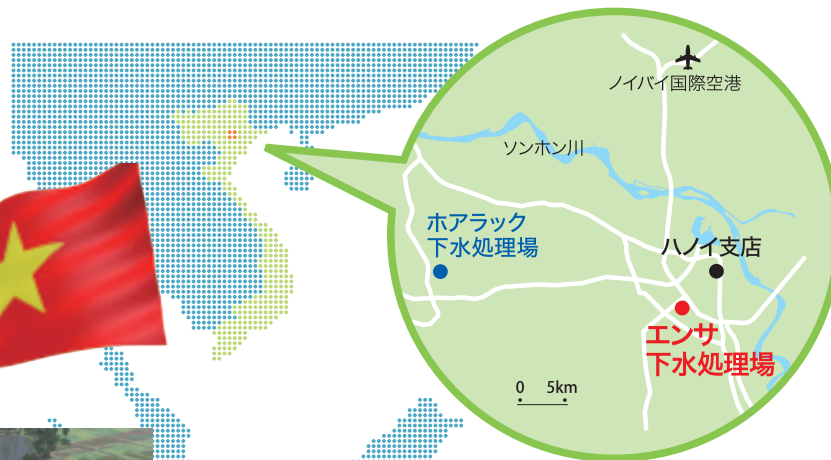 ノイバイ国際空港
ソンホン川
ホアラック
下水処理場
ハノイ支店
エンサ
下水処理場
0 5km